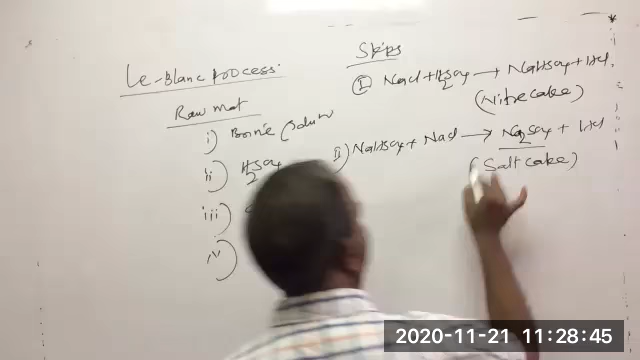 Le-Blanc process.
Raw mat
i) Brine Solution
ii) H2SO4
iii)
iv)
Steps
I NaCl + H2SO4 → NaHSO4 + HCl.
(Nitre cake)
II) NaHSO4 + NaCl → Na2SO4 + HCl
(Salt cake)
2020-11-21 11:28:45